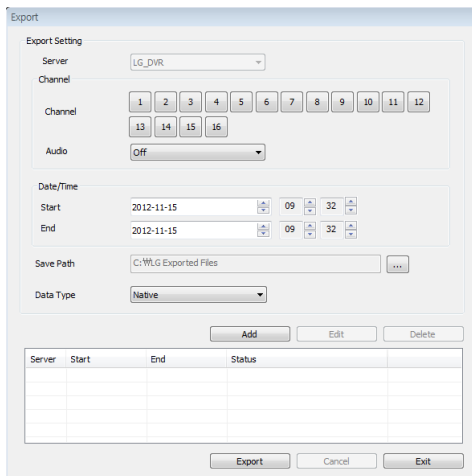 Export
Export Setting
Server LG_DVR
Channel
Channel 1 2 3 4 5 6 7 8 9 10 11 12
13 14 15 16
Audio Off
Date/Time
Start 2012-11-15 09 32
End 2012-11-15 09 32
Save Path C:₩LG Exported Files ...
Data Type Native
Add Edit Delete
Server Start End Status
Export Cancel Exit